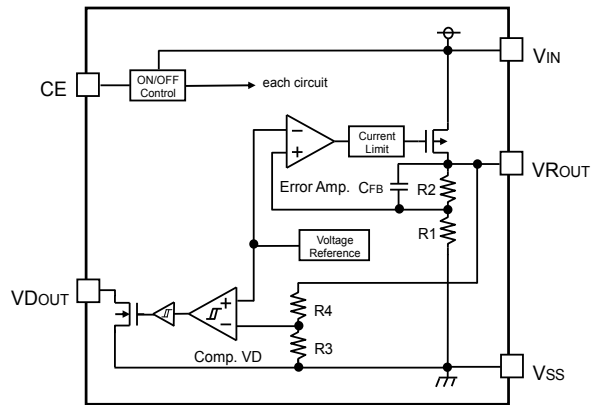 VIN
CE
ON/OFF
Control
each circuit
−
+
Current
Limit
VROUT
Error Amp.
CFB
R2
R1
Voltage
Reference
VDOUT
+
−
R4
R3
Comp. VD
VSS